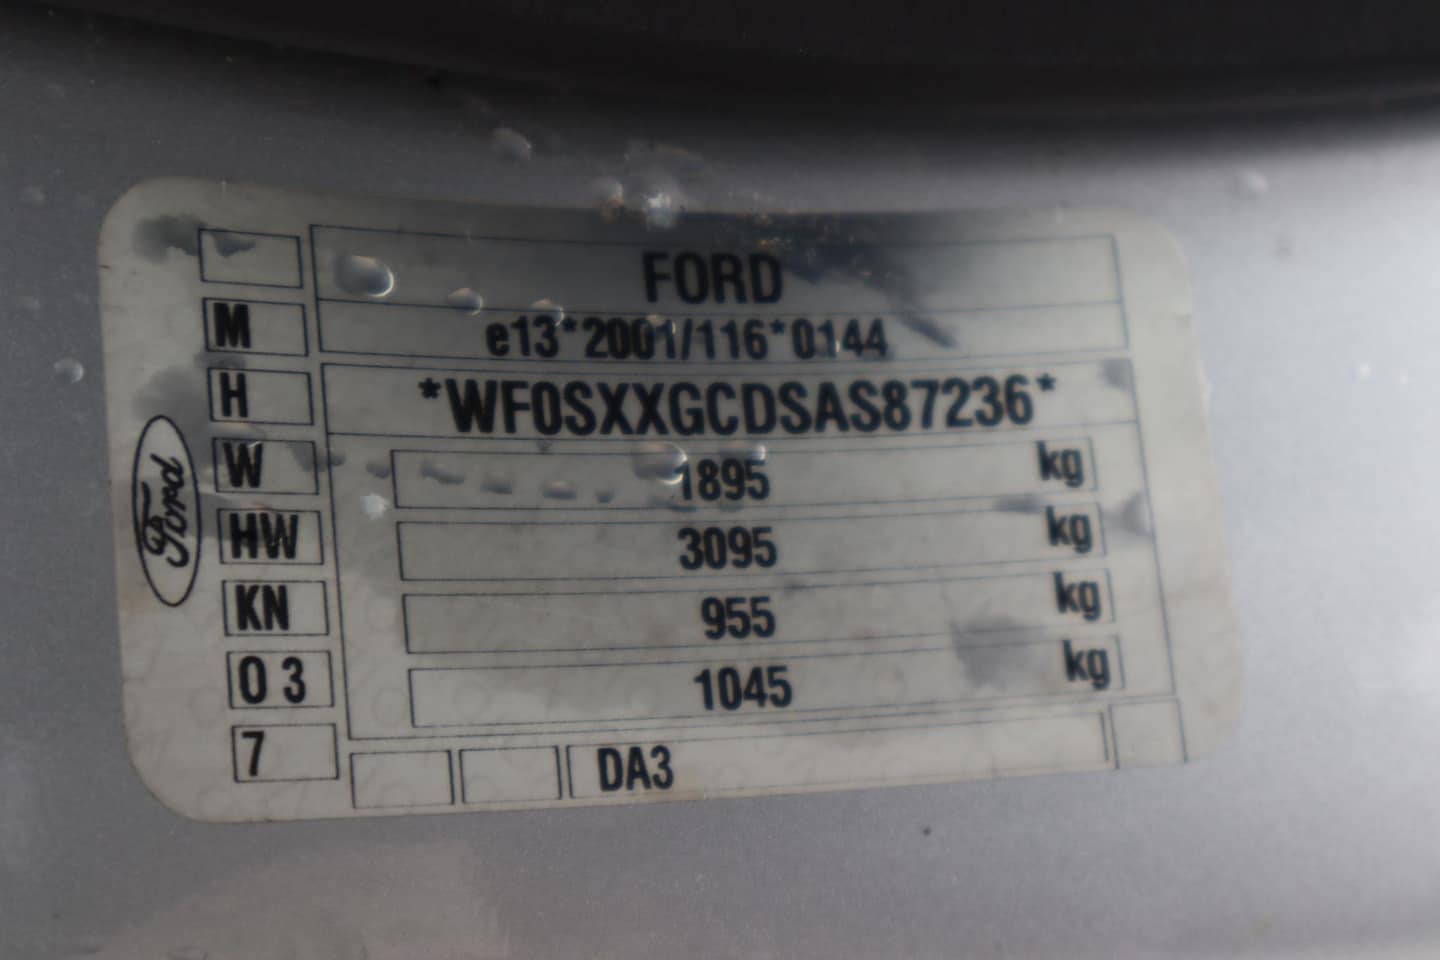 FORD
M e13*2001/116*0144
H *WF0SXXGCDSAS87236*
W 1895 kg
HW 3095 kg
KN 955 kg
O 3 1045 kg
7 DA3
Ford